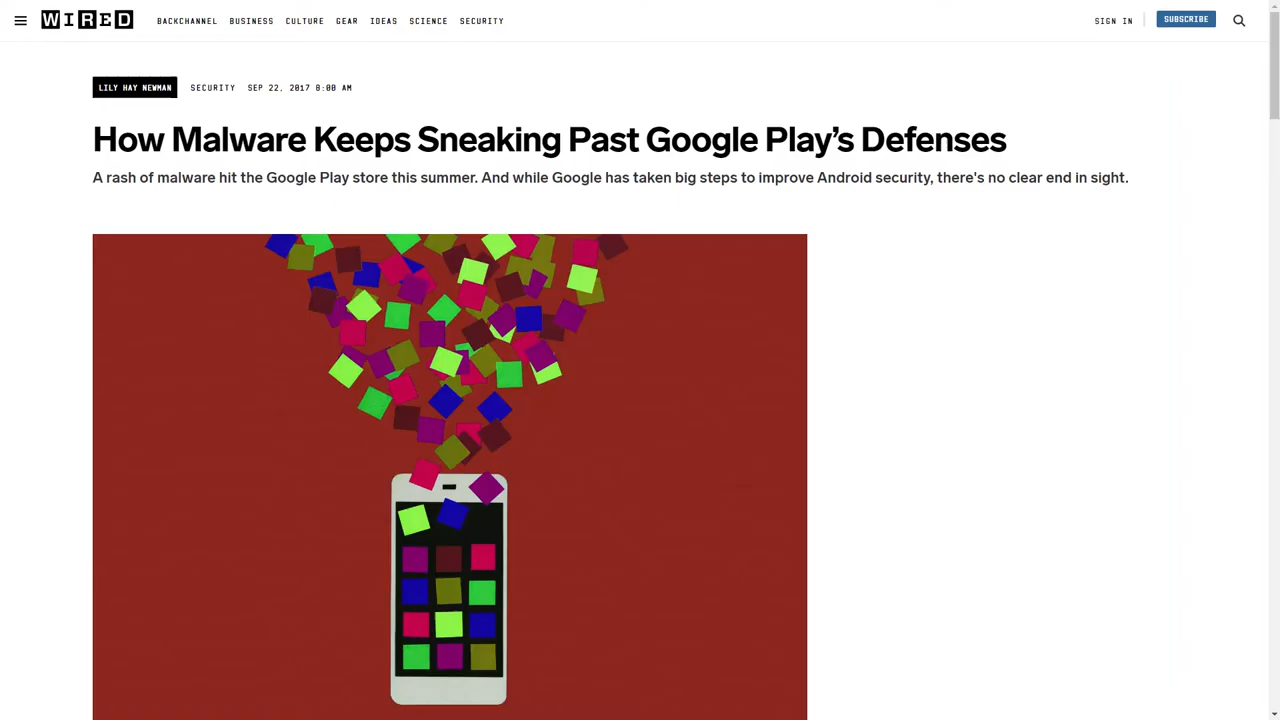 WIRED
BACKCHANNEL BUSINESS CULTURE GEAR IDEAS SCIENCE SECURITY
SIGN IN
SUBSCRIBE
LILY HAY NEWMAN SECURITY SEP 22, 2017 8:00 AM
How Malware Keeps Sneaking Past Google Play’s Defenses
A rash of malware hit the Google Play store this summer. And while Google has taken big steps to improve Android security, there's no clear end in sight.